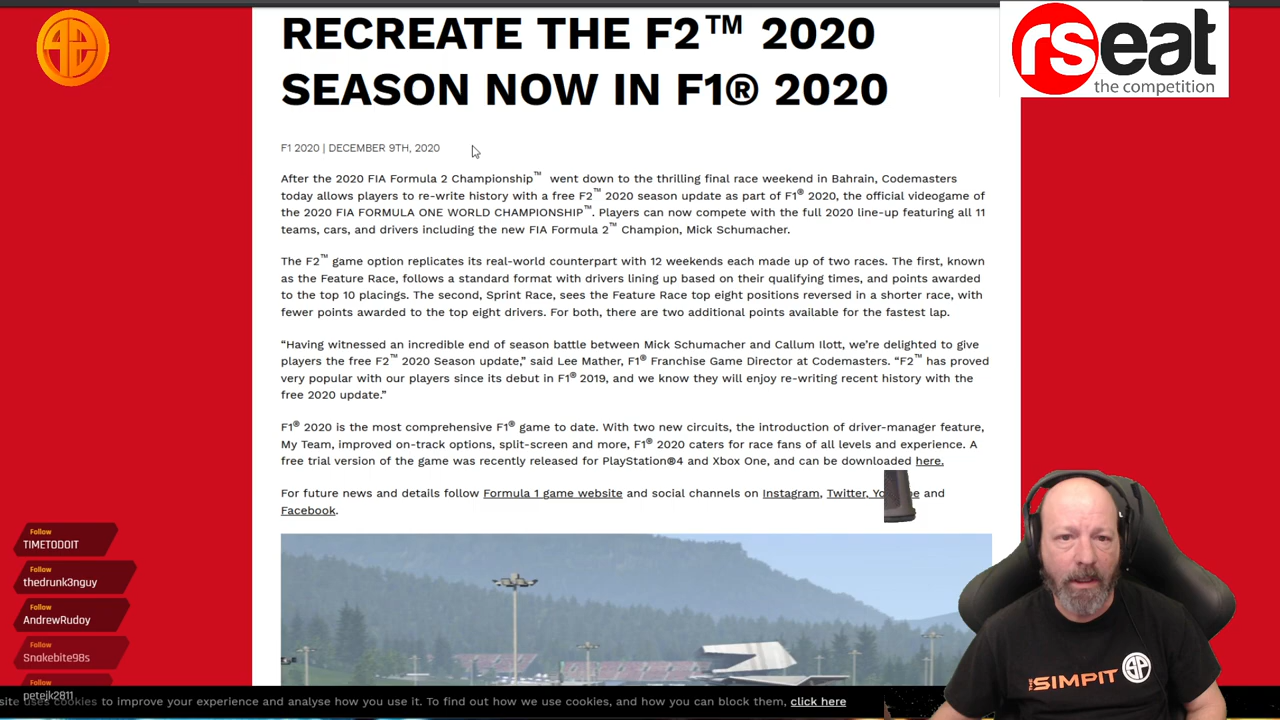 RECREATE THE F2™ 2020
SEASON NOW IN F1® 2020
rseat
the competition
F1 2020 | DECEMBER 9TH, 2020
After the 2020 FIA Formula 2 Championship™ went down to the thrilling final race weekend in Bahrain, Codemasters
today allows players to re-write history with a free F2™ 2020 season update as part of F1® 2020, the official videogame of
the 2020 FIA FORMULA ONE WORLD CHAMPIONSHIP™. Players can now compete with the full 2020 line-up featuring all 11
teams, cars, and drivers including the new FIA Formula 2™ Champion, Mick Schumacher.
The F2™ game option replicates its real-world counterpart with 12 weekends each made up of two races. The first, known
as the Feature Race, follows a standard format with drivers lining up based on their qualifying times, and points awarded
to the top 10 placings. The second, Sprint Race, sees the Feature Race top eight positions reversed in a shorter race, with
fewer points awarded to the top eight drivers. For both, there are two additional points available for the fastest lap.
“Having witnessed an incredible end of season battle between Mick Schumacher and Callum Ilott, we’re delighted to give
players the free F2™ 2020 Season update,” said Lee Mather, F1® Franchise Game Director at Codemasters. “F2™ has proved
very popular with our players since its debut in F1® 2019, and we know they will enjoy re-writing recent history with the
free 2020 update.”
F1® 2020 is the most comprehensive F1® game to date. With two new circuits, the introduction of driver-manager feature,
My Team, improved on-track options, split-screen and more, F1® 2020 caters for race fans of all levels and experience. A
free trial version of the game was recently released for PlayStation®4 and Xbox One, and can be downloaded here.
For future news and details follow Formula 1 game website and social channels on Instagram, Twitter, and
Facebook.
Follow
TIMETODOIT
Follow
thedrunk3nguy
Follow
AndrewRudoy
Follow
Snakebite98s
Follow
petejk2811
site uses cookies to improve your experience and analyse how you use it. To find out how we use cookies, and how you can block them, click here
THE SIMPIT SP